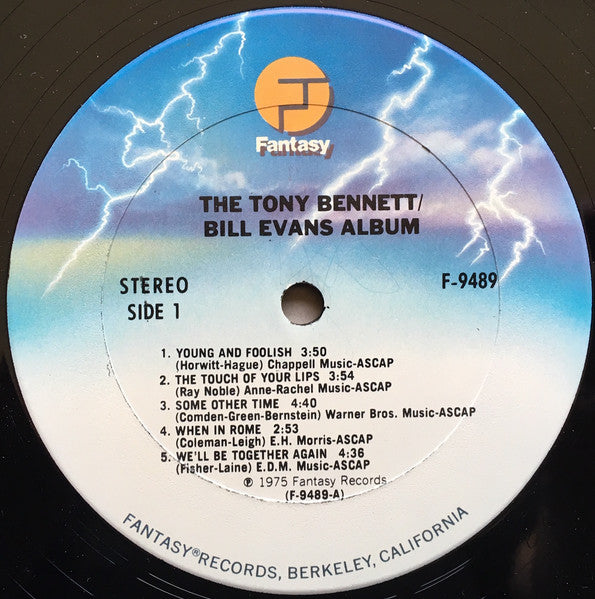 Fantasy
THE TONY BENNETT/
BILL EVANS ALBUM
STEREO
SIDE 1
F-9489
1. YOUNG AND FOOLISH 3:50
(Horwitt-Hague) Chappell Music-ASCAP
2. THE TOUCH OF YOUR LIPS 3:54
(Ray Noble) Anne-Rachel Music-ASCAP
3. SOME OTHER TIME 4:40
(Comden-Green-Bernstein) Warner Bros. Music-ASCAP
4. WHEN IN ROME 2:53
(Coleman-Leigh) E.H. Morris-ASCAP
5. WE'LL BE TOGETHER AGAIN 4:36
(Fisher-Laine) E.D.M. Music-ASCAP
℗ 1975 Fantasy Records
(F-9489-A)
FANTASY® RECORDS, BERKELEY, CALIFORNIA